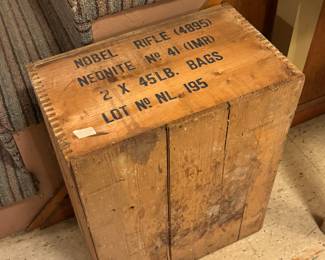 NOBEL RIFLE (4895)
NEONITE Nº 41 (IMR)
2 X 45LB. BAGS
LOT Nº NL. 195